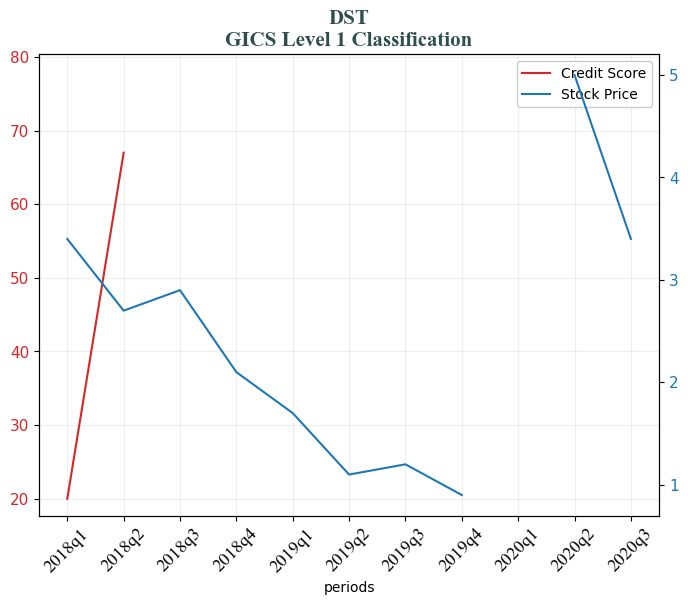 DST
GICS Level 1 Classification
Credit Score
Stock Price
80
70
60
50
40
30
20
5
4
3
2
1
2018q1
2018q2
2018q3
2018q4
2019q1
2019q2
2019q3
2019q4
2020q1
2020q2
2020q3
periods